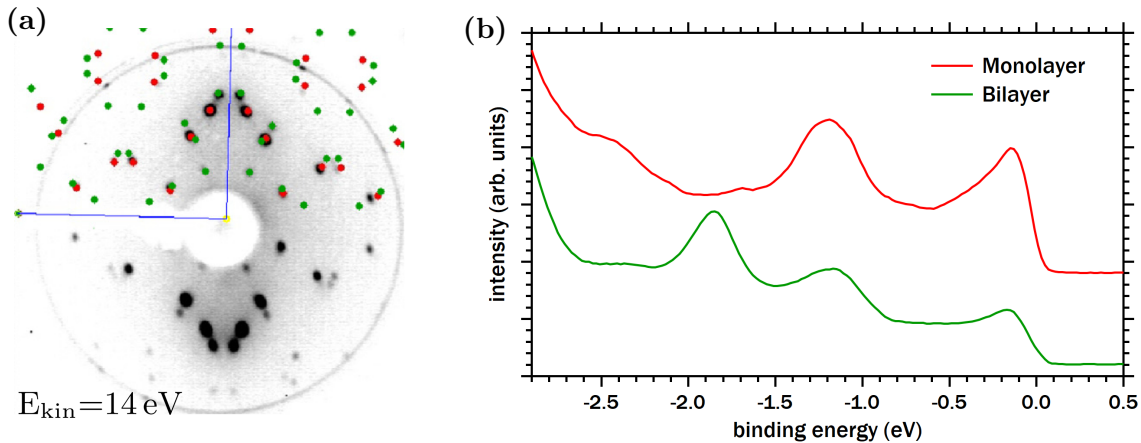 (a)
E_kin=14 eV
(b)
Monolayer
Bilayer
intensity (arb. units)
-2.5 -2.0 -1.5 -1.0 -0.5 0.0 0.5
binding energy (eV)